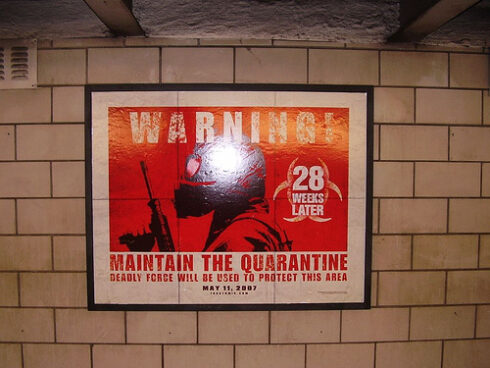 WARNING!
28
WEEKS
LATER
MAINTAIN THE QUARANTINE
DEADLY FORCE WILL BE USED TO PROTECT THIS AREA
MAY 11, 2007